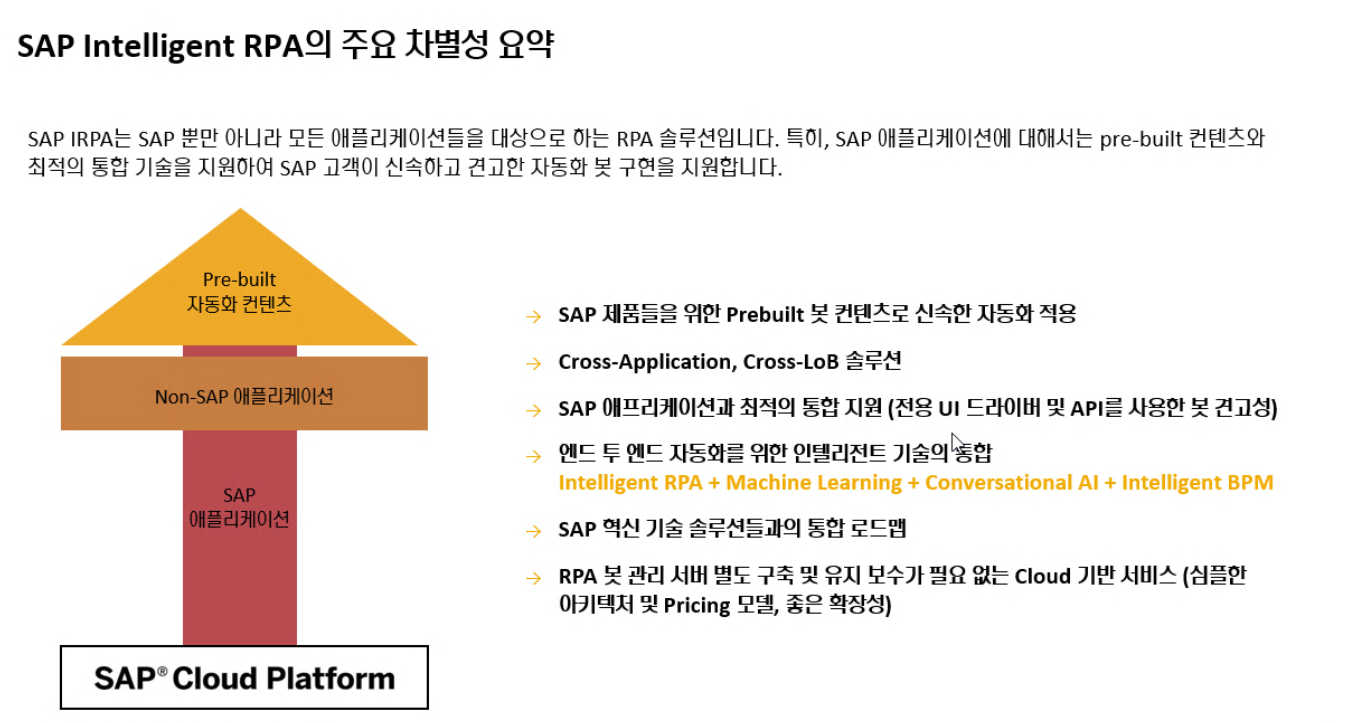 SAP Intelligent RPA의 주요 차별성 요약
SAP IRPA는 SAP 뿐만 아니라 모든 애플리케이션들을 대상으로 하는 RPA 솔루션입니다. 특히, SAP 애플리케이션에 대해서는 pre-built 컨텐츠와
최적의 통합 기술을 지원하여 SAP 고객이 신속하고 견고한 자동화 봇 구현을 지원합니다.
Pre-built
자동화 컨텐츠
Non-SAP 애플리케이션
SAP
애플리케이션
SAP® Cloud Platform
→ SAP 제품들을 위한 Prebuilt 봇 컨텐츠로 신속한 자동화 적용
→ Cross-Application, Cross-LoB 솔루션
→ SAP 애프리케이션과 최적의 통합 지원 (전용 UI 드라이버 및 API를 사용한 봇 견고성)
→ 엔드 투 엔드 자동화를 위한 인텔리전트 기술의 통합
Intelligent RPA + Machine Learning + Conversational AI + Intelligent BPM
→ SAP 혁신 기술 솔루션들과의 통합 로드맵
→ RPA 봇 관리 서버 별도 구축 및 유지 보수가 필요 없는 Cloud 기반 서비스 (심플한
아키텍처 및 Pricing 모델, 좋은 확장성)